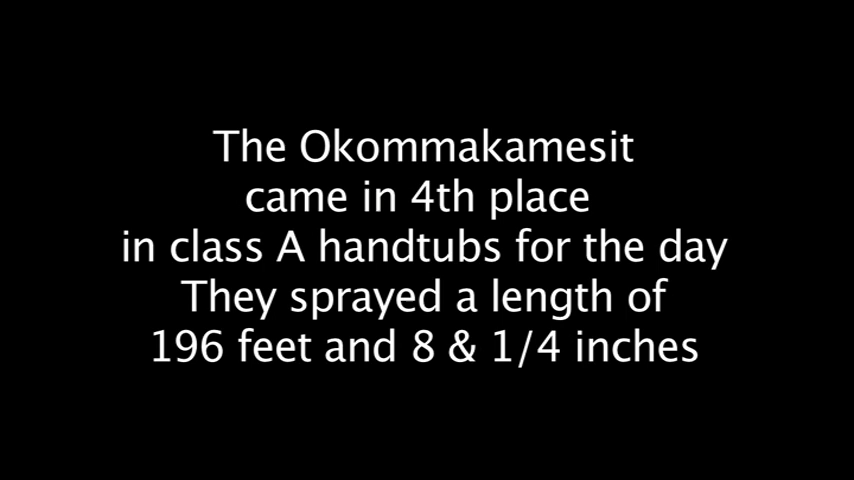 The Okommakamesit
came in 4th place
in class A handtubs for the day
They sprayed a length of
196 feet and 8 & 1/4 inches